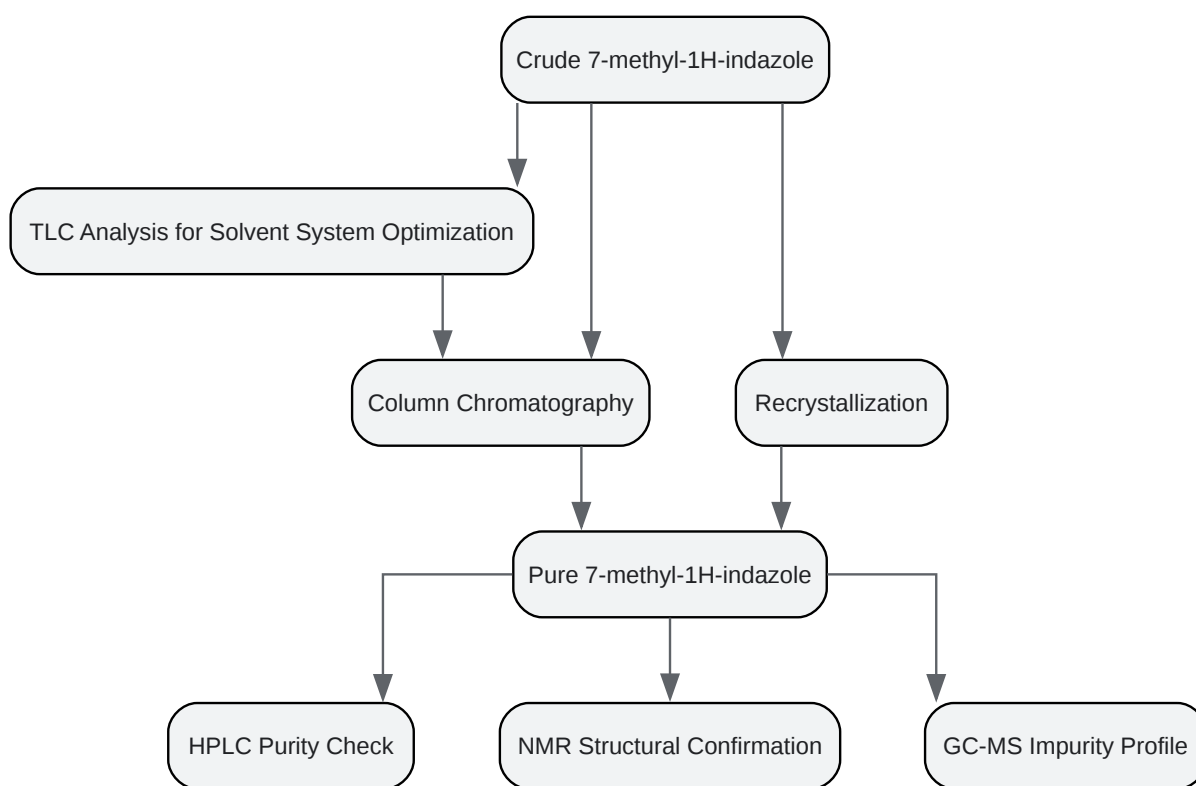 Crude 7-methyl-1H-indazole
TLC Analysis for Solvent System Optimization
Column Chromatography
Recrystallization
Pure 7-methyl-1H-indazole
HPLC Purity Check
NMR Structural Confirmation
GC-MS Impurity Profile